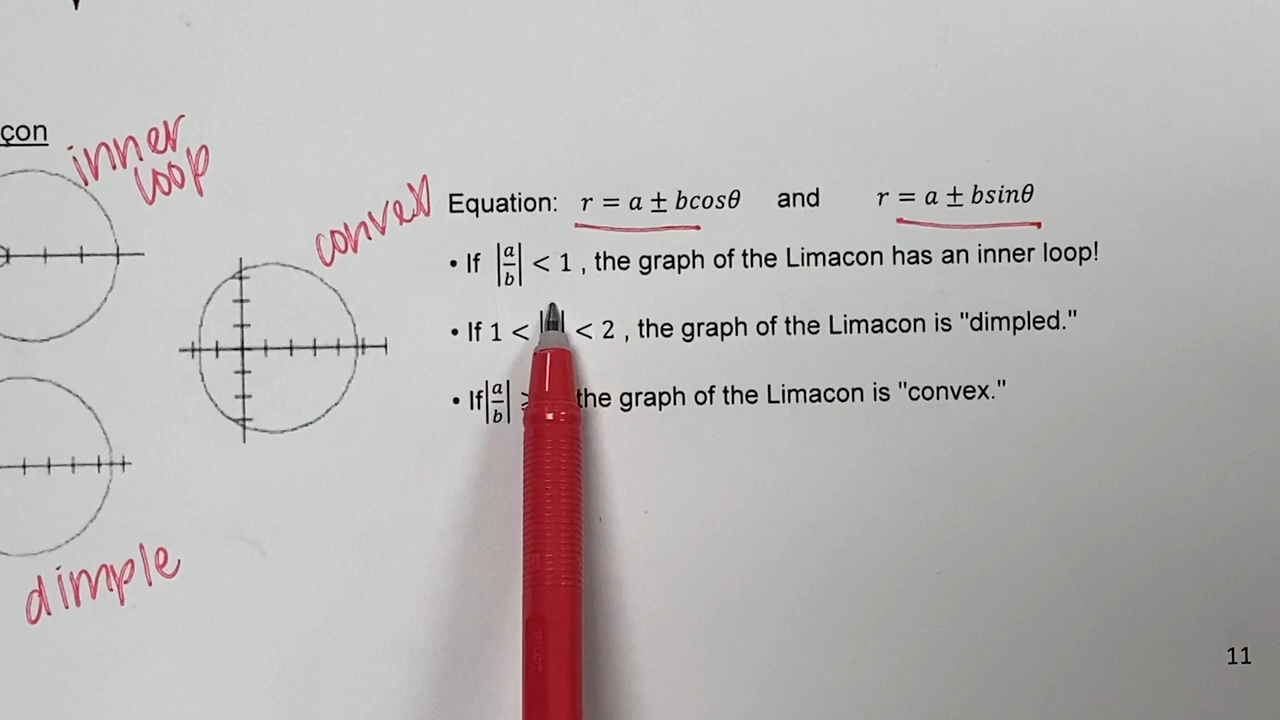 çon
inner
loop
convex
Equation: r = a ± bcosθ and r = a ± bsinθ
• If |a/b| < 1 , the graph of the Limacon has an inner loop!
• If 1 < | | < 2 , the graph of the Limacon is "dimpled."
• If|a/b| the graph of the Limacon is "convex."
dimple
11